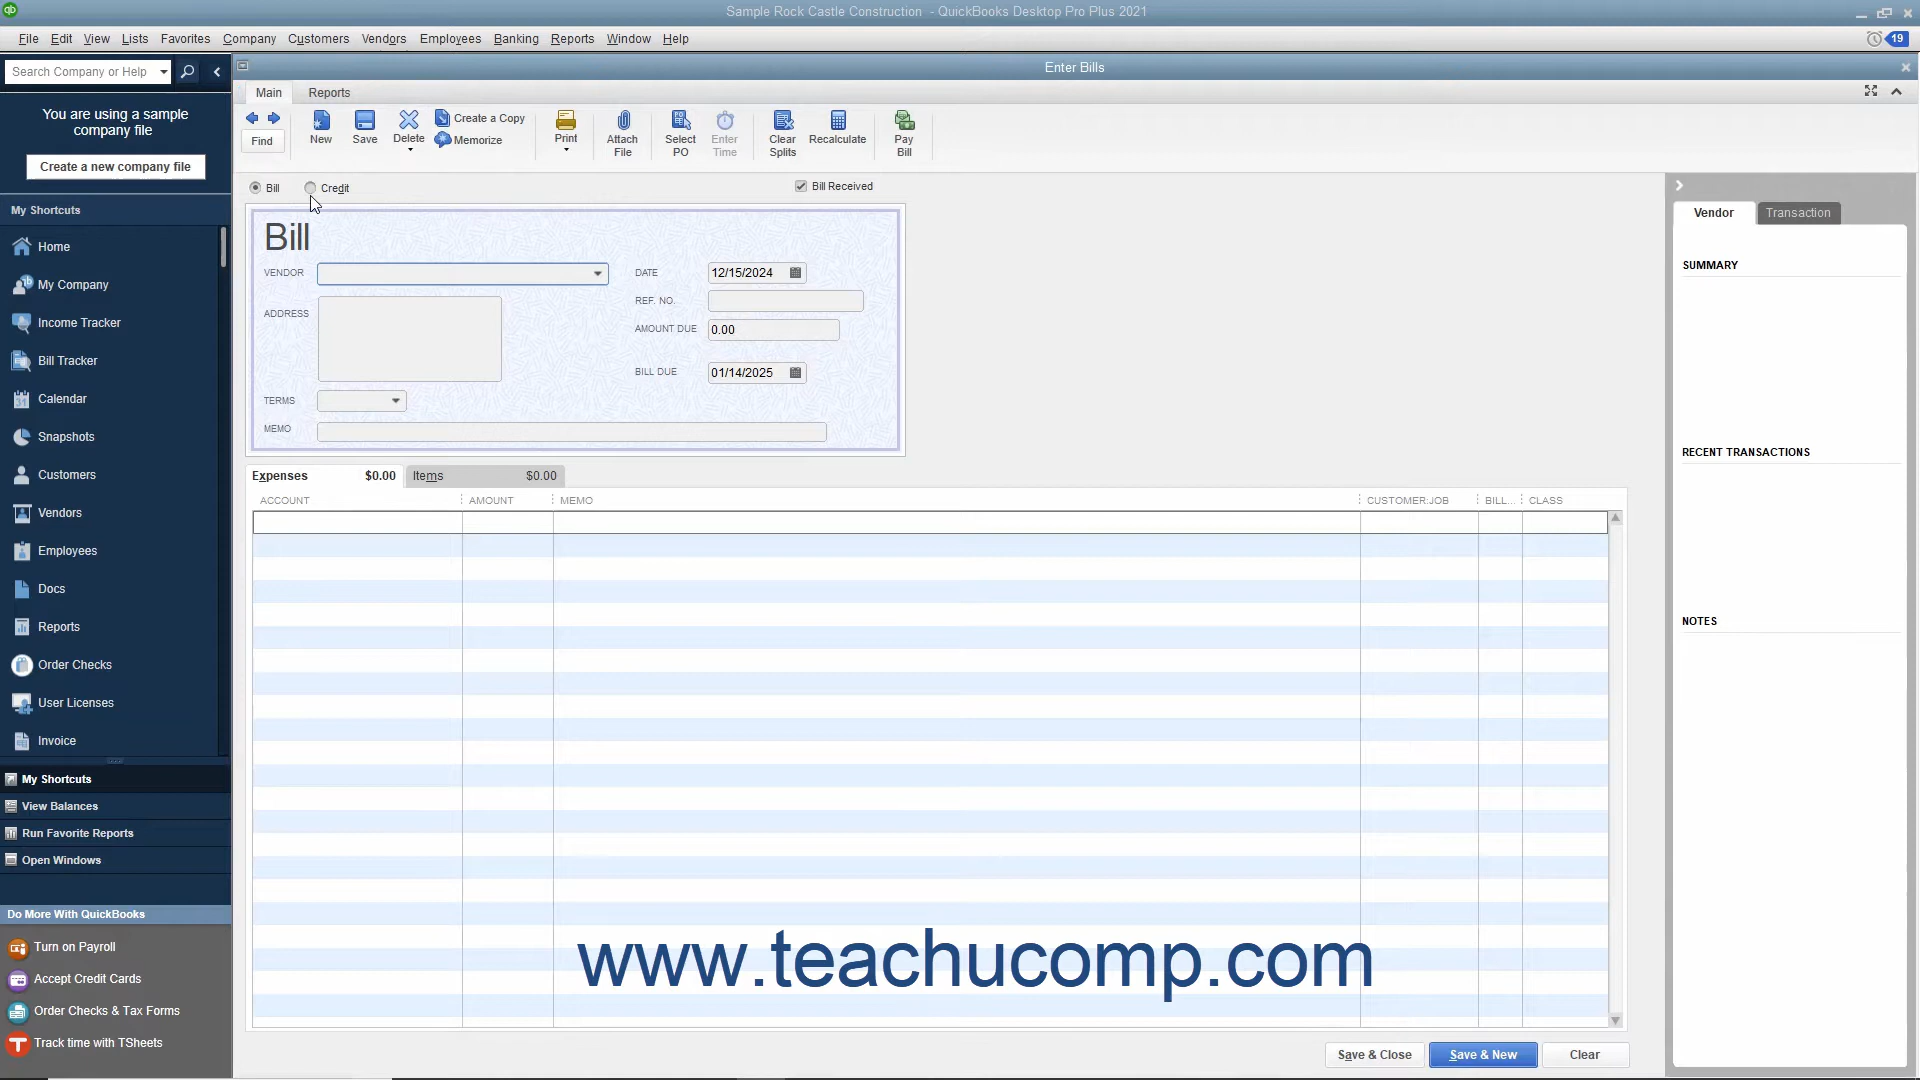 Sample Rock Castle Construction - QuickBooks Desktop Pro Plus 2021
File Edit View Lists Favorites Company Customers Vendors Employees Banking Reports Window Help
19
Search Company or Help
Enter Bills
You are using a sample
company file
Create a new company file
Main Reports
Find
New
Save
Delete
Create a Copy
Memorize
Print
Attach
File
Select
PO
Enter
Time
Clear
Splits
Recalculate
Pay
Bill
Bill Credit
Bill Received
Bill
VENDOR
ADDRESS
TERMS
MEMO
DATE 12/15/2024
REF. NO.
AMOUNT DUE 0.00
BILL DUE 01/14/2025
Expenses $0.00 Items $0.00
ACCOUNT AMOUNT MEMO CUSTOMER:JOB BILL... CLASS
Vendor Transaction
SUMMARY
RECENT TRANSACTIONS
NOTES
My Shortcuts
Home
My Company
Income Tracker
Bill Tracker
Calendar
31
Snapshots
Customers
Vendors
Employees
Docs
Reports
Order Checks
User Licenses
Invoice
My Shortcuts
View Balances
Run Favorite Reports
Open Windows
Do More With QuickBooks
Turn on Payroll
Accept Credit Cards
Order Checks & Tax Forms
Track time with TSheets
www.teachucomp.com
Save & Close Save & New Clear